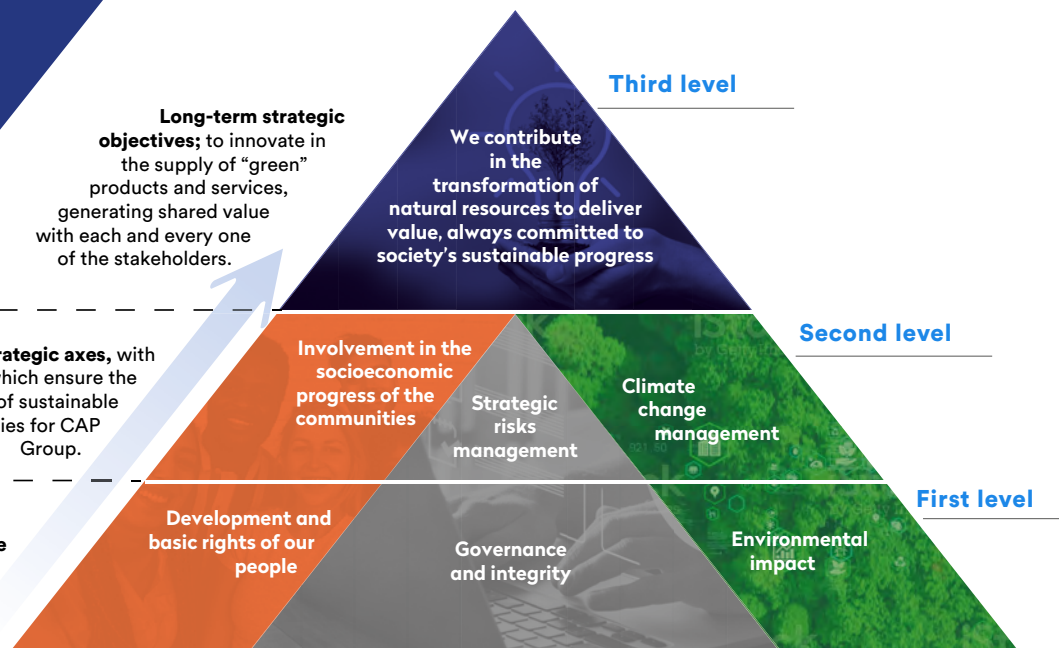 Third level
Long-term strategic
objectives; to innovate in
the supply of “green”
products and services,
generating shared value
with each and every one
of the stakeholders.
We contribute
in the
transformation of
natural resources to deliver
value, always committed to
society’s sustainable progress
Second level
axes, with
which ensure the
of sustainable
for CAP
Group.
Involvement in the
socioeconomic
progress of the
communities
Strategic
risks
management
Climate
change
management
First level
Development and
basic rights of our
people
Governance
and integrity
Environmental
impact